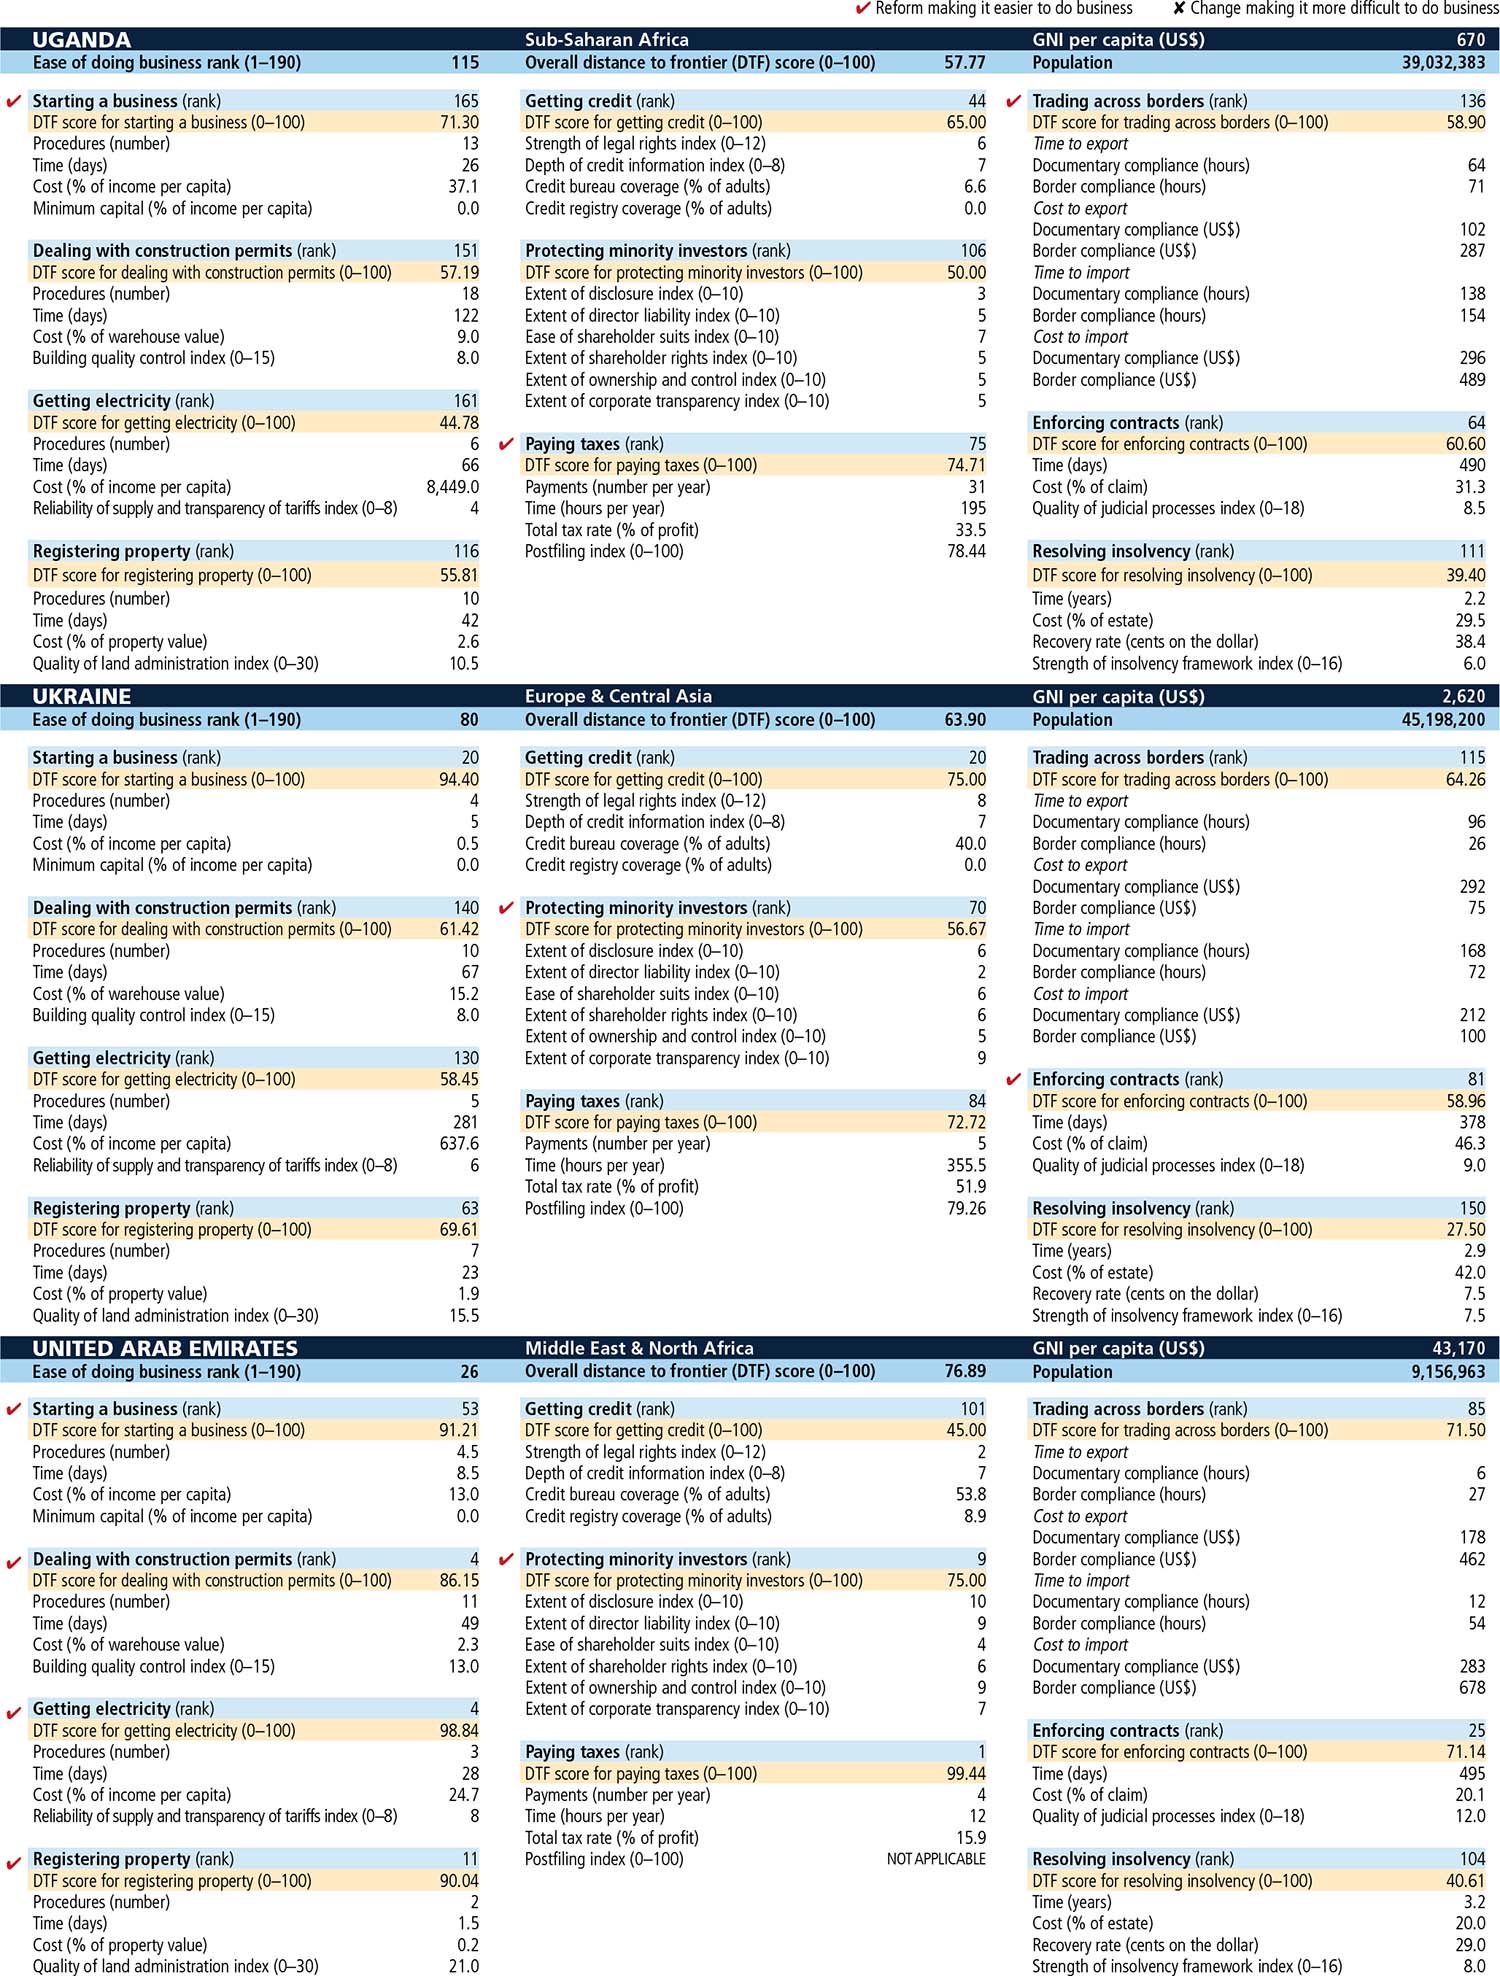 ✔ Reform making it easier to do business ✘ Change making it more difficult to do business
UGANDA Sub-Saharan Africa GNI per capita (US$) 670
Ease of doing business rank (1–190) 115 Overall distance to frontier (DTF) score (0–100) 57.77 Population 39,032,383
✔ Starting a business (rank) 165
DTF score for starting a business (0–100) 71.30
Procedures (number) 13
Time (days) 26
Cost (% of income per capita) 37.1
Minimum capital (% of income per capita) 0.0
Dealing with construction permits (rank) 151
DTF score for dealing with construction permits (0–100) 57.19
Procedures (number) 18
Time (days) 122
Cost (% of warehouse value) 9.0
Building quality control index (0–15) 8.0
Getting electricity (rank) 161
DTF score for getting electricity (0–100) 44.78
Procedures (number) 6
Time (days) 66
Cost (% of income per capita) 8,449.0
Reliability of supply and transparency of tariffs index (0–8) 4
Registering property (rank) 116
DTF score for registering property (0–100) 55.81
Procedures (number) 10
Time (days) 42
Cost (% of property value) 2.6
Quality of land administration index (0–30) 10.5
Getting credit (rank) 44
DTF score for getting credit (0–100) 65.00
Strength of legal rights index (0–12) 6
Depth of credit information index (0–8) 7
Credit bureau coverage (% of adults) 6.6
Credit registry coverage (% of adults) 0.0
Protecting minority investors (rank) 106
DTF score for protecting minority investors (0–100) 50.00
Extent of disclosure index (0–10) 3
Extent of director liability index (0–10) 5
Ease of shareholder suits index (0–10) 7
Extent of shareholder rights index (0–10) 5
Extent of ownership and control index (0–10) 5
Extent of corporate transparency index (0–10) 5
✔ Paying taxes (rank) 75
DTF score for paying taxes (0–100) 74.71
Payments (number per year) 31
Time (hours per year) 195
Total tax rate (% of profit) 33.5
Postfiling index (0–100) 78.44
✔ Trading across borders (rank) 136
DTF score for trading across borders (0–100) 58.90
Time to export
Documentary compliance (hours) 64
Border compliance (hours) 71
Cost to export
Documentary compliance (US$) 102
Border compliance (US$) 287
Time to import
Documentary compliance (hours) 138
Border compliance (hours) 154
Cost to import
Documentary compliance (US$) 296
Border compliance (US$) 489
Enforcing contracts (rank) 64
DTF score for enforcing contracts (0–100) 60.60
Time (days) 490
Cost (% of claim) 31.3
Quality of judicial processes index (0–18) 8.5
Resolving insolvency (rank) 111
DTF score for resolving insolvency (0–100) 39.40
Time (years) 2.2
Cost (% of estate) 29.5
Recovery rate (cents on the dollar) 38.4
Strength of insolvency framework index (0–16) 6.0
UKRAINE Europe & Central Asia GNI per capita (US$) 2,620
Ease of doing business rank (1–190) 80 Overall distance to frontier (DTF) score (0–100) 63.90 Population 45,198,200
Starting a business (rank) 20
DTF score for starting a business (0–100) 94.40
Procedures (number) 4
Time (days) 5
Cost (% of income per capita) 0.5
Minimum capital (% of income per capita) 0.0
Dealing with construction permits (rank) 140
DTF score for dealing with construction permits (0–100) 61.42
Procedures (number) 10
Time (days) 67
Cost (% of warehouse value) 15.2
Building quality control index (0–15) 8.0
Getting electricity (rank) 130
DTF score for getting electricity (0–100) 58.45
Procedures (number) 5
Time (days) 281
Cost (% of income per capita) 637.6
Reliability of supply and transparency of tariffs index (0–8) 6
Registering property (rank) 63
DTF score for registering property (0–100) 69.61
Procedures (number) 7
Time (days) 23
Cost (% of property value) 1.9
Quality of land administration index (0–30) 15.5
Getting credit (rank) 20
DTF score for getting credit (0–100) 75.00
Strength of legal rights index (0–12) 8
Depth of credit information index (0–8) 7
Credit bureau coverage (% of adults) 40.0
Credit registry coverage (% of adults) 0.0
✔ Protecting minority investors (rank) 70
DTF score for protecting minority investors (0–100) 56.67
Extent of disclosure index (0–10) 6
Extent of director liability index (0–10) 2
Ease of shareholder suits index (0–10) 6
Extent of shareholder rights index (0–10) 6
Extent of ownership and control index (0–10) 5
Extent of corporate transparency index (0–10) 9
Paying taxes (rank) 84
DTF score for paying taxes (0–100) 72.72
Payments (number per year) 5
Time (hours per year) 355.5
Total tax rate (% of profit) 51.9
Postfiling index (0–100) 79.26
Trading across borders (rank) 115
DTF score for trading across borders (0–100) 64.26
Time to export
Documentary compliance (hours) 96
Border compliance (hours) 26
Cost to export
Documentary compliance (US$) 292
Border compliance (US$) 75
Time to import
Documentary compliance (hours) 168
Border compliance (hours) 72
Cost to import
Documentary compliance (US$) 212
Border compliance (US$) 100
✔ Enforcing contracts (rank) 81
DTF score for enforcing contracts (0–100) 58.96
Time (days) 378
Cost (% of claim) 46.3
Quality of judicial processes index (0–18) 9.0
Resolving insolvency (rank) 150
DTF score for resolving insolvency (0–100) 27.50
Time (years) 2.9
Cost (% of estate) 42.0
Recovery rate (cents on the dollar) 7.5
Strength of insolvency framework index (0–16) 7.5
UNITED ARAB EMIRATES Middle East & North Africa GNI per capita (US$) 43,170
Ease of doing business rank (1–190) 26 Overall distance to frontier (DTF) score (0–100) 76.89 Population 9,156,963
✔ Starting a business (rank) 53
DTF score for starting a business (0–100) 91.21
Procedures (number) 4.5
Time (days) 8.5
Cost (% of income per capita) 13.0
Minimum capital (% of income per capita) 0.0
✔ Dealing with construction permits (rank) 4
DTF score for dealing with construction permits (0–100) 86.15
Procedures (number) 11
Time (days) 49
Cost (% of warehouse value) 2.3
Building quality control index (0–15) 13.0
✔ Getting electricity (rank) 4
DTF score for getting electricity (0–100) 98.84
Procedures (number) 3
Time (days) 28
Cost (% of income per capita) 24.7
Reliability of supply and transparency of tariffs index (0–8) 8
✔ Registering property (rank) 11
DTF score for registering property (0–100) 90.04
Procedures (number) 2
Time (days) 1.5
Cost (% of property value) 0.2
Quality of land administration index (0–30) 21.0
Getting credit (rank) 101
DTF score for getting credit (0–100) 45.00
Strength of legal rights index (0–12) 2
Depth of credit information index (0–8) 7
Credit bureau coverage (% of adults) 53.8
Credit registry coverage (% of adults) 8.9
✔ Protecting minority investors (rank) 9
DTF score for protecting minority investors (0–100) 75.00
Extent of disclosure index (0–10) 10
Extent of director liability index (0–10) 9
Ease of shareholder suits index (0–10) 4
Extent of shareholder rights index (0–10) 6
Extent of ownership and control index (0–10) 9
Extent of corporate transparency index (0–10) 7
Paying taxes (rank) 1
DTF score for paying taxes (0–100) 99.44
Payments (number per year) 4
Time (hours per year) 12
Total tax rate (% of profit) 15.9
Postfiling index (0–100) NOT APPLICABLE
Trading across borders (rank) 85
DTF score for trading across borders (0–100) 71.50
Time to export
Documentary compliance (hours) 6
Border compliance (hours) 27
Cost to export
Documentary compliance (US$) 178
Border compliance (US$) 462
Time to import
Documentary compliance (hours) 12
Border compliance (hours) 54
Cost to import
Documentary compliance (US$) 283
Border compliance (US$) 678
Enforcing contracts (rank) 25
DTF score for enforcing contracts (0–100) 71.14
Time (days) 495
Cost (% of claim) 20.1
Quality of judicial processes index (0–18) 12.0
Resolving insolvency (rank) 104
DTF score for resolving insolvency (0–100) 40.61
Time (years) 3.2
Cost (% of estate) 20.0
Recovery rate (cents on the dollar) 29.0
Strength of insolvency framework index (0–16) 8.0